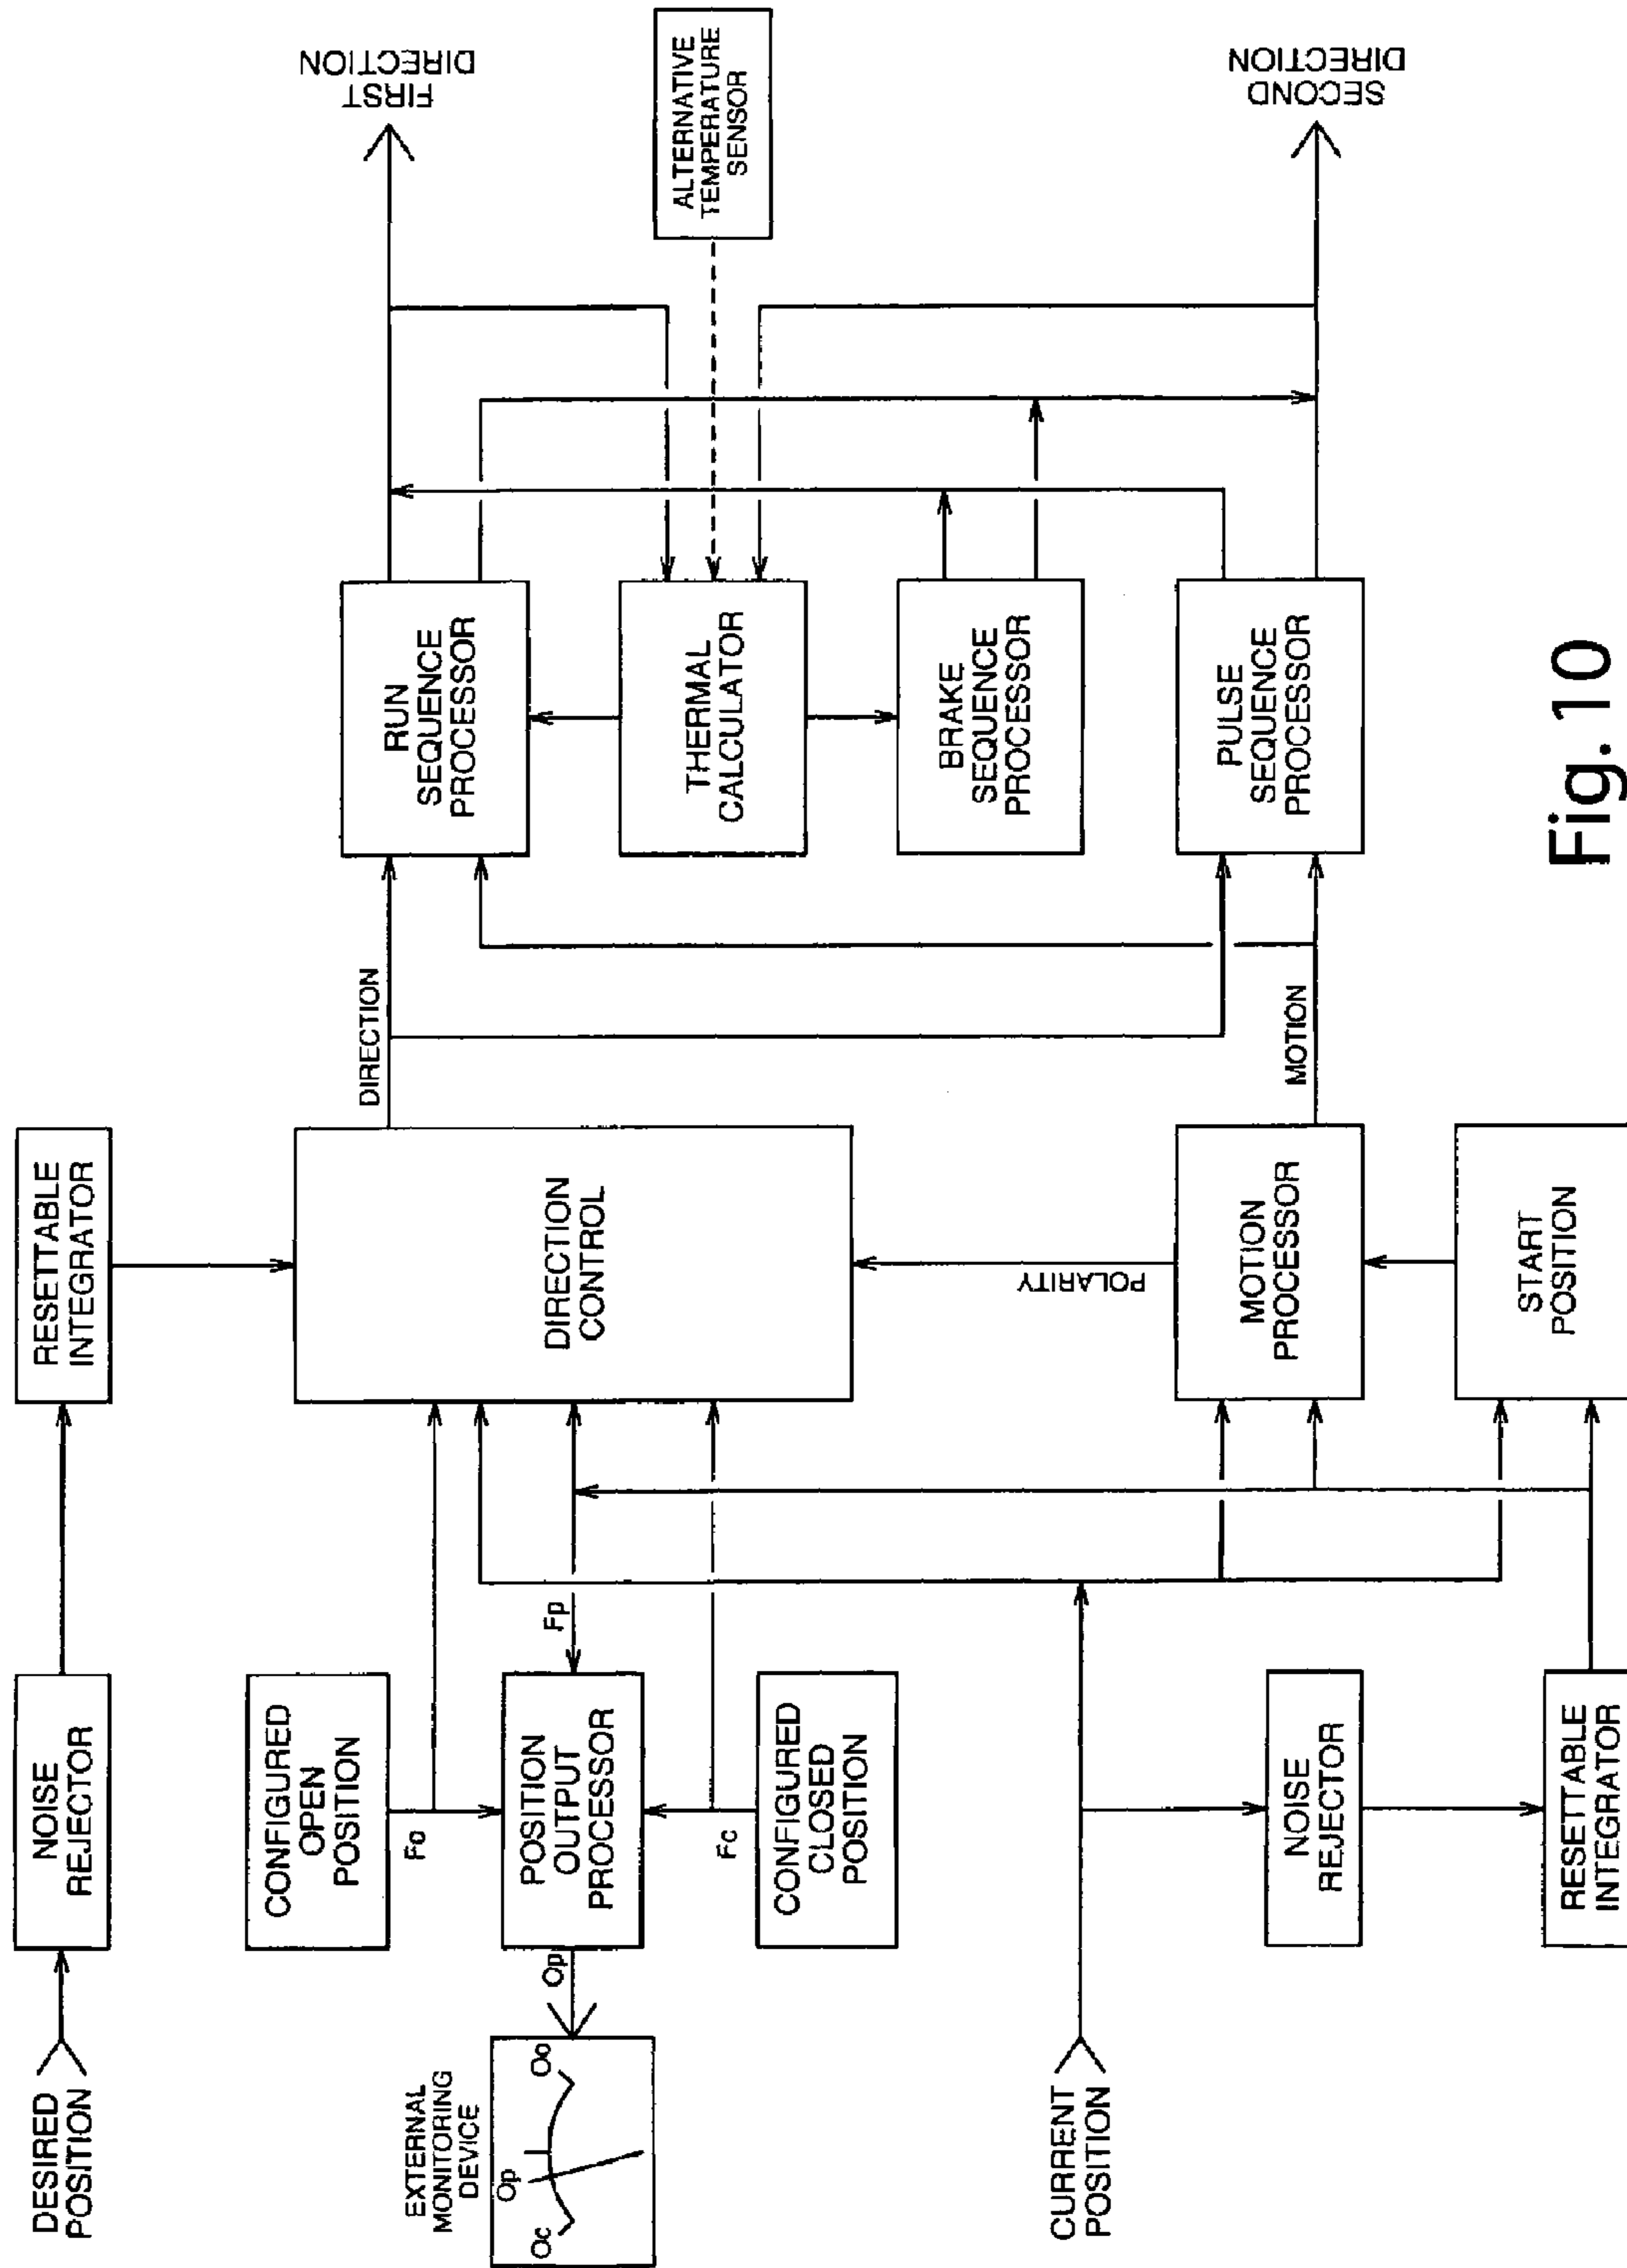 DESIRED
POSITION
NOISE
REJECTOR
RESETTABLE
INTEGRATOR
EXTERNAL
MONITORING
DEVICE
Oc
Op
Oo
Op
CONFIGURED
OPEN
POSITION
Fo
POSITION
OUTPUT
PROCESSOR
Fp
Fc
CONFIGURED
CLOSED
POSITION
DIRECTION
CONTROL
DIRECTION
POLARITY
CURRENT
POSITION
NOISE
REJECTOR
RESETTABLE
INTEGRATOR
MOTION
PROCESSOR
MOTION
START
POSITION
RUN
SEQUENCE
PROCESSOR
THERMAL
CALCULATOR
BRAKE
SEQUENCE
PROCESSOR
PULSE
SEQUENCE
PROCESSOR
FIRST
DIRECTION
ALTERNATIVE
TEMPERATURE
SENSOR
SECOND
DIRECTION
Fig. 10